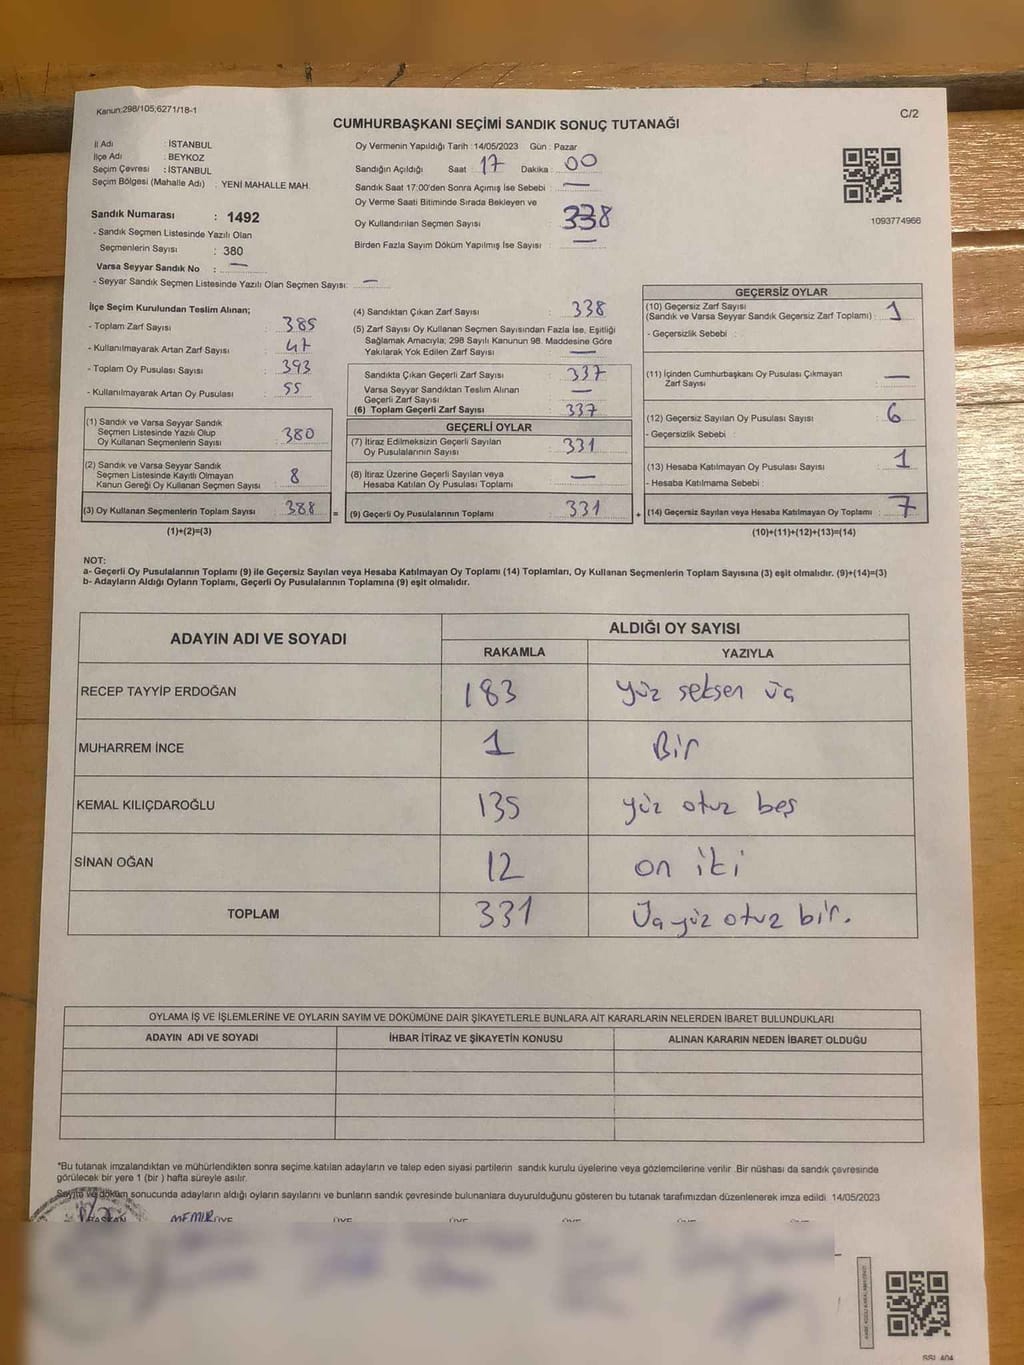 Kanun:298/105;6271/18-1
C/2
CUMHURBAŞKANI SEÇİMİ SANDIK SONUÇ TUTANAĞI
İl Adı : İSTANBUL
İlçe Adı : BEYKOZ
Seçim Çevresi : İSTANBUL
Seçim Bölgesi (Mahalle Adı) : YENİ MAHALLE MAH.
Sandık Numarası : 1492
- Sandık Seçmen Listesinde Yazılı Olan
Seçmenlerin Sayısı : 380
Varsa Seyyar Sandık No : —
- Seyyar Sandık Seçmen Listesinde Yazılı Olan Seçmen Sayısı: —
Oy Vermenin Yapıldığı Tarih : 14/05/2023 Gün : Pazar
Sandığın Açıldığı Saat : 17 Dakika : 00
Sandık Saat 17:00'den Sonra Açımış İse Sebebi : —
Oy Verme Saati Bitiminde Sırada Bekleyen ve
Oy Kullandırılan Seçmen Sayısı : 338
Birden Fazla Sayım Döküm Yapılmış İse Sayısı : —
1093774966
İlçe Seçim Kurulundan Teslim Alınan;
- Toplam Zarf Sayısı : 385
- Kullanılmayarak Artan Zarf Sayısı : 47
- Toplam Oy Pusulası Sayısı : 393
- Kullanılmayarak Artan Oy Pusulası : 55
(1) Sandık ve Varsa Seyyar Sandık
Seçmen Listesinde Yazılı Olup
Oy Kullanan Seçmenlerin Sayısı : 380
(2) Sandık ve Varsa Seyyar Sandık
Seçmen Listesinde Kayıtlı Olmayan
Kanun Gereği Oy Kullanan Seçmen Sayısı : 8
(3) Oy Kullanan Seçmenlerin Toplam Sayısı : 388 =
(1)+(2)=(3)
(4) Sandıktan Çıkan Zarf Sayısı : 338
(5) Zarf Sayısı Oy Kullanan Seçmen Sayısından Fazla İse, Eşitliği
Sağlamak Amacıyla; 298 Sayılı Kanunun 98. Maddesine Göre
Yakılarak Yok Edilen Zarf Sayısı : —
Sandıkta Çıkan Geçerli Zarf Sayısı : 337
Varsa Seyyar Sandıktan Teslim Alınan
Geçerli Zarf Sayısı : —
(6) Toplam Geçerli Zarf Sayısı : 337
GEÇERLİ OYLAR
(7) İtiraz Edilmeksizin Geçerli Sayılan
Oy Pusulalarının Sayısı : 331
(8) İtiraz Üzerine Geçerli Sayılan veya
Hesaba Katılan Oy Pusulası Toplamı : —
(9) Geçerli Oy Pusulalarının Toplamı : 331 +
GEÇERSİZ OYLAR
(10) Geçersiz Zarf Sayısı
(Sandık ve Varsa Seyyar Sandık Geçersiz Zarf Toplamı) : 1
- Geçersizlik Sebebi :
(11) İçinden Cumhurbaşkanı Oy Pusulası Çıkmayan
Zarf Sayısı : —
(12) Geçersiz Sayılan Oy Pusulası Sayısı : 6
- Geçersizlik Sebebi :
(13) Hesaba Katılmayan Oy Pusulası Sayısı : 1
- Hesaba Katılmama Sebebi :
(14) Geçersiz Sayılan veya Hesaba Katılmayan Oy Toplamı : 7
(10)+(11)+(12)+(13)=(14)
NOT:
a- Geçerli Oy Pusulalarının Toplamı (9) ile Geçersiz Sayılan veya Hesaba Katılmayan Oy Toplamı (14) Toplamları, Oy Kullanan Seçmenlerin Toplam Sayısına (3) eşit olmalıdır. (9)+(14)=(3)
b- Adayların Aldığı Oyların Toplamı, Geçerli Oy Pusulalarının Toplamına (9) eşit olmalıdır.
ADAYIN ADI VE SOYADI ALDIĞI OY SAYISI
RAKAMLA YAZIYLA
RECEP TAYYİP ERDOĞAN 183 yüz seksen üç
MUHARREM İNCE 1 Bir
KEMAL KILIÇDAROĞLU 135 yüz otuz beş
SİNAN OĞAN 12 on iki
TOPLAM 331 Üçyüz otuz bir.
OYLAMA İŞ VE İŞLEMLERİNE VE OYLARIN SAYIM VE DÖKÜMÜNE DAİR ŞİKAYETLERLE BUNLARA AİT KARARLARIN NELERDEN İBARET BULUNDUKLARI
ADAYIN ADI VE SOYADI İHBAR İTİRAZ VE ŞİKAYETİN KONUSU ALINAN KARARIN NEDEN İBARET OLDUĞU
*Bu tutanak imzalandıktan ve mühürlendikten sonra seçime katılan adayların ve talep eden siyasi partilerin sandık kurulu üyelerine veya gözlemcilerine verilir. Bir nüshası da sandık çevresinde
görülecek bir yere 1 (bir ) hafta süreyle asılır.
Sayım ve döküm sonucunda adayların aldığı oyların sayılarını ve bunların sandık çevresinde bulunanlara duyurulduğunu gösteren bu tutanak tarafımızdan düzenlenerek imza edildi. 14/05/2023
BAŞKAN MEMUR ÜYE ÜYE ÜYE ÜYE ÜYE ÜYE
SSI 404